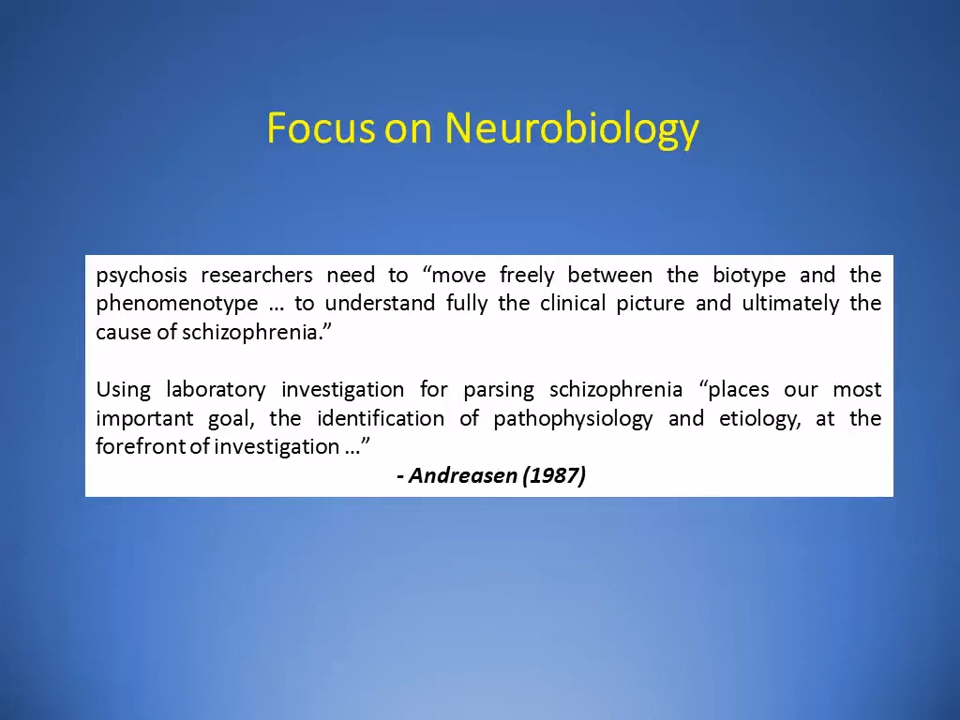 Focus on Neurobiology
psychosis researchers need to “move freely between the biotype and the
phenomenotype … to understand fully the clinical picture and ultimately the
cause of schizophrenia.”
Using laboratory investigation for parsing schizophrenia “places our most
important goal, the identification of pathophysiology and etiology, at the
forefront of investigation …”
- Andreasen (1987)